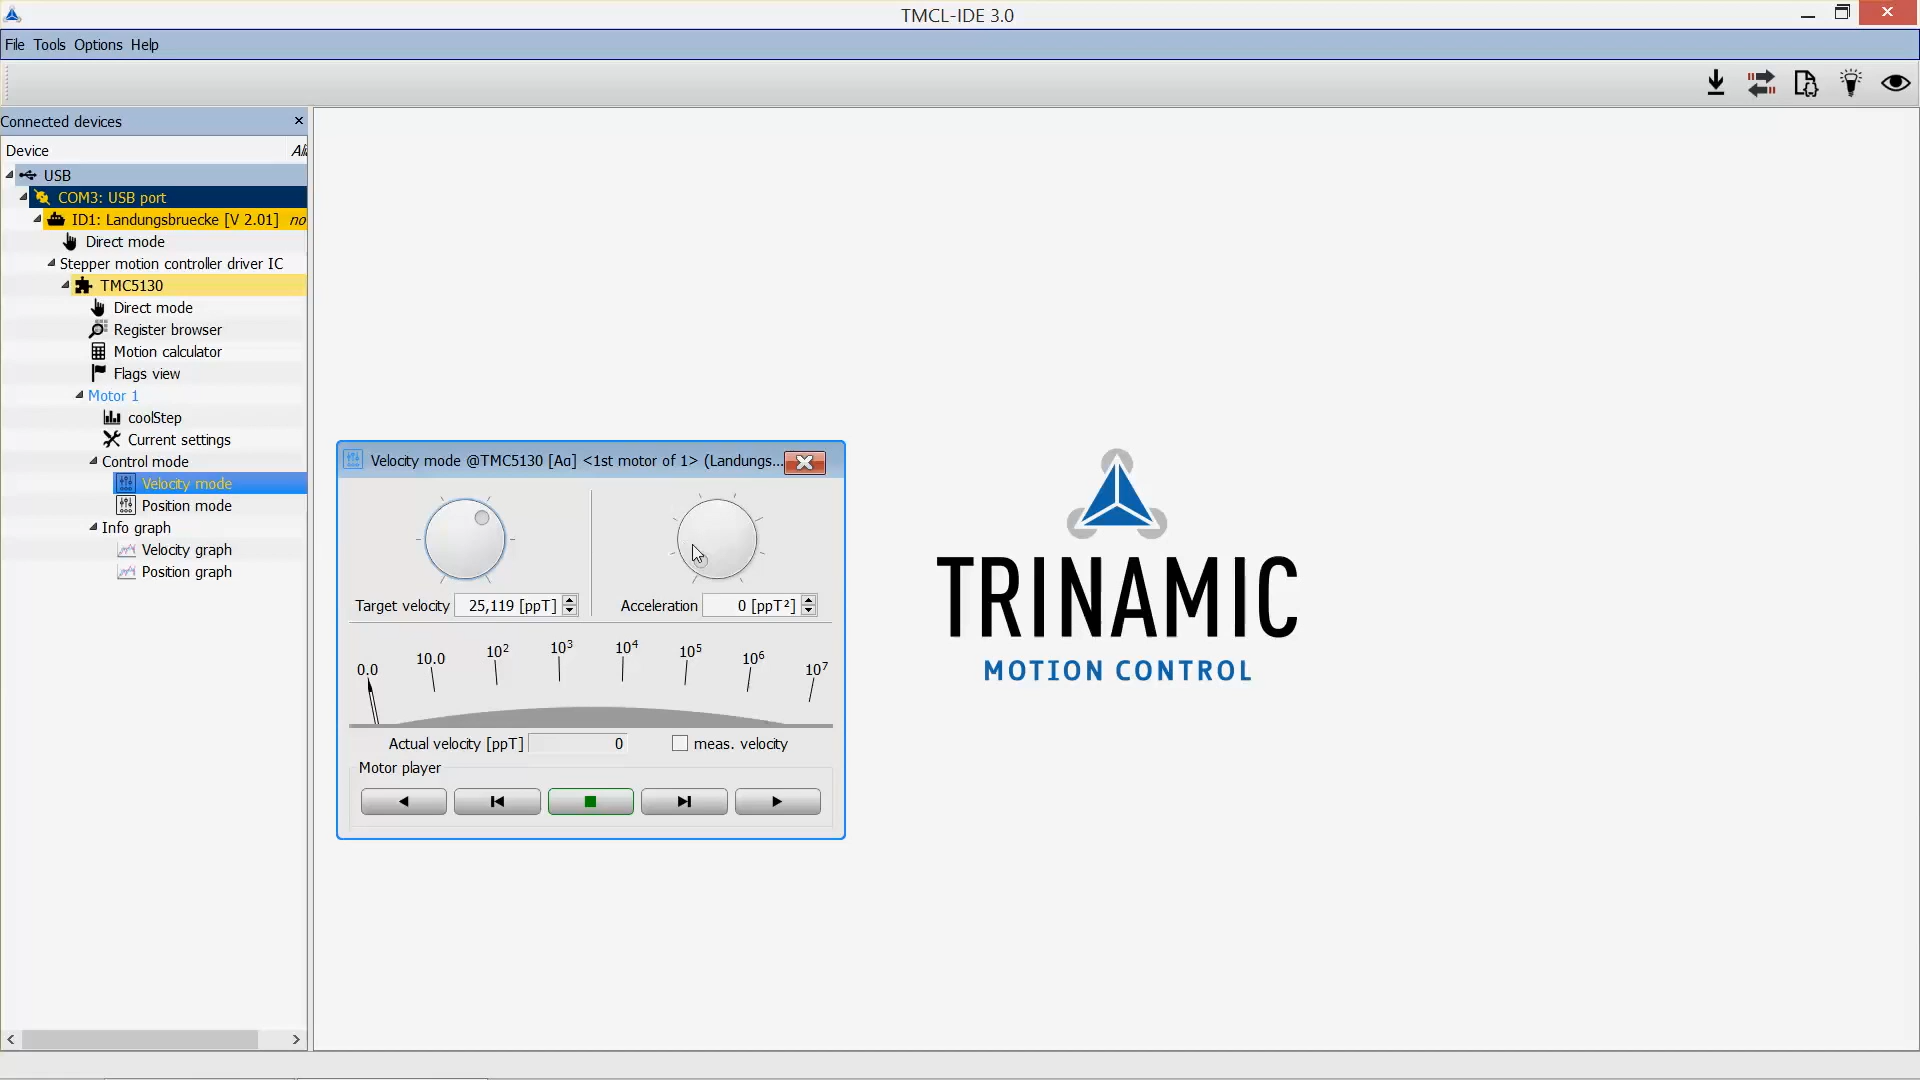 TMCL-IDE 3.0
File Tools Options Help
Connected devices
Device
USB
COM3: USB port
ID1: Landungsbruecke [V 2.01] no
Direct mode
Stepper motion controller driver IC
TMC5130
Direct mode
Register browser
Motion calculator
Flags view
Motor 1
coolStep
Current settings
Control mode
Velocity mode
Position mode
Info graph
Velocity graph
Position graph
Velocity mode @TMC5130 [Aα] <1st motor of 1> (Landungs...
Target velocity 25,119 [ppT]
Acceleration 0 [ppT²]
0.0 10.0 10² 10³ 10⁴ 10⁵ 10⁶ 10⁷
Actual velocity [ppT] 0
meas. velocity
Motor player
TRINAMIC
MOTION CONTROL